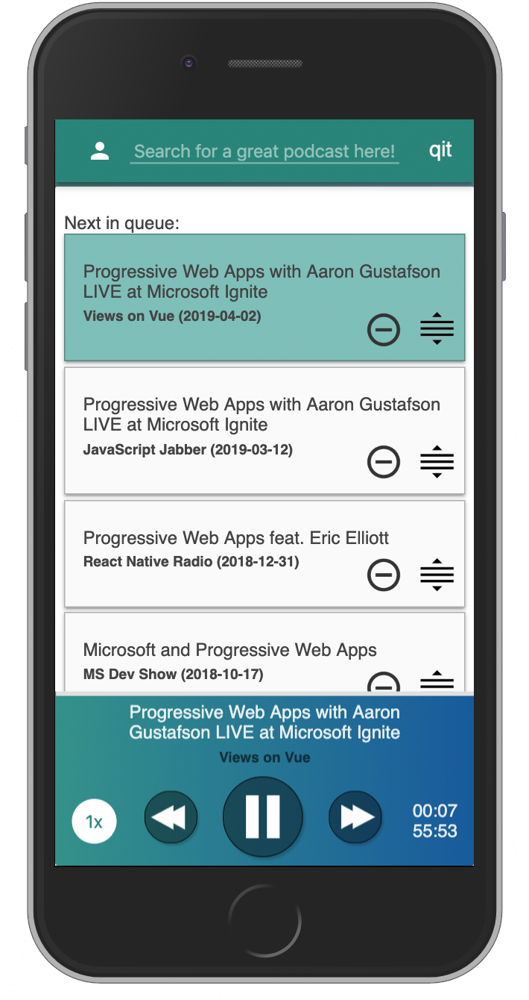 Search for a great podcast here!
qit
Next in queue:
Progressive Web Apps with Aaron Gustafson
LIVE at Microsoft Ignite
Views on Vue (2019-04-02)
Progressive Web Apps with Aaron Gustafson
LIVE at Microsoft Ignite
JavaScript Jabber (2019-03-12)
Progressive Web Apps feat. Eric Elliott
React Native Radio (2018-12-31)
Microsoft and Progressive Web Apps
MS Dev Show (2018-10-17)
Progressive Web Apps with Aaron
Gustafson LIVE at Microsoft Ignite
Views on Vue
1x
00:07
55:53